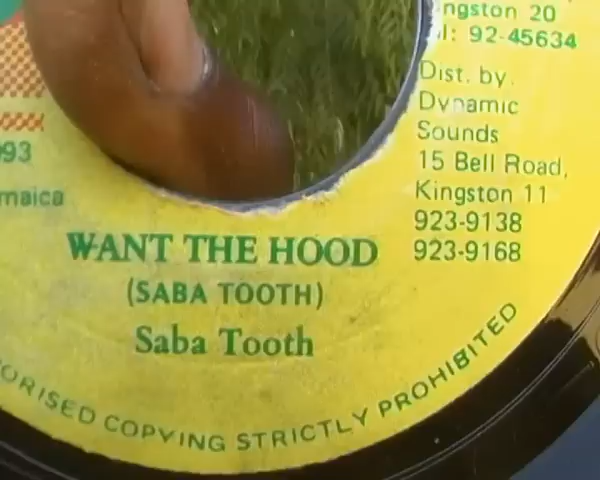 ngston 20
l: 92-45634
Dist. by.
Dynamic
Sounds
15 Bell Road,
Kingston 11
923-9138
923-9168
93
maica
WANT THE HOOD
(SABA TOOTH)
Saba Tooth
ORISED COPYING STRICTLY PROHIBITED